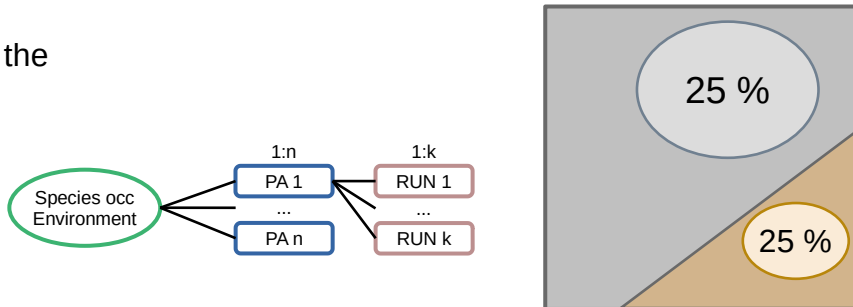 the
1:n
1:k
Species occ
Environment
PA 1
...
PA n
RUN 1
...
RUN k
25 %
25 %